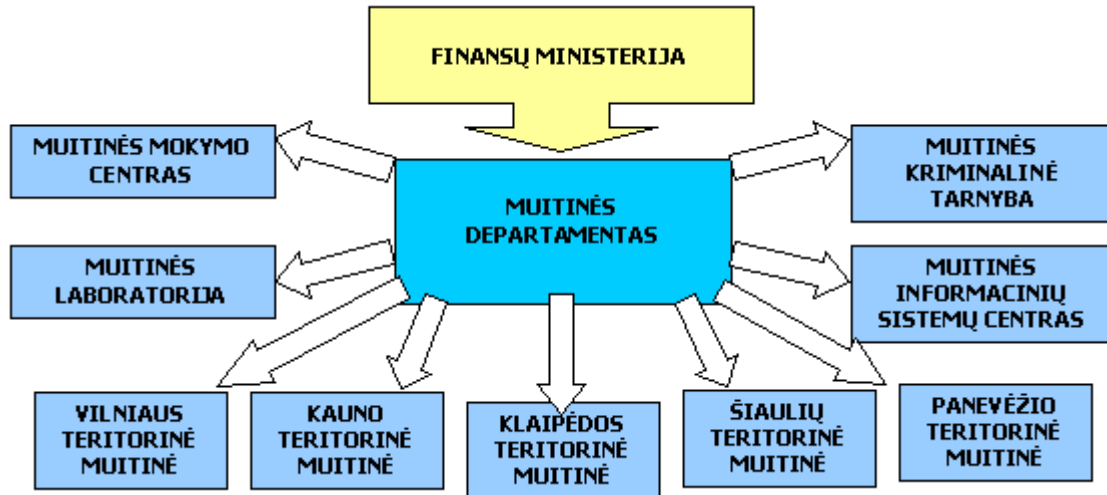 FINANSŲ MINISTERIJA
MUITINĖS MOKYMO
CENTRAS
MUITINĖS
KRIMINALINĖ
TARNYBA
MUITINĖS
DEPARTAMENTAS
MUITINĖS
LABORATORIJA
MUITINĖS
INFORMACINIŲ
SISTEMŲ CENTRAS
VILNIAUS
TERITORINĖ
MUITINĖ
KAUNO
TERITORINĖ
MUITINĖ
KLAIPĖDOS
TERITORINĖ
MUITINĖ
ŠIAULIŲ
TERITORINĖ
MUITINĖ
PANEVĖŽIO
TERITORINĖ
MUITINĖ